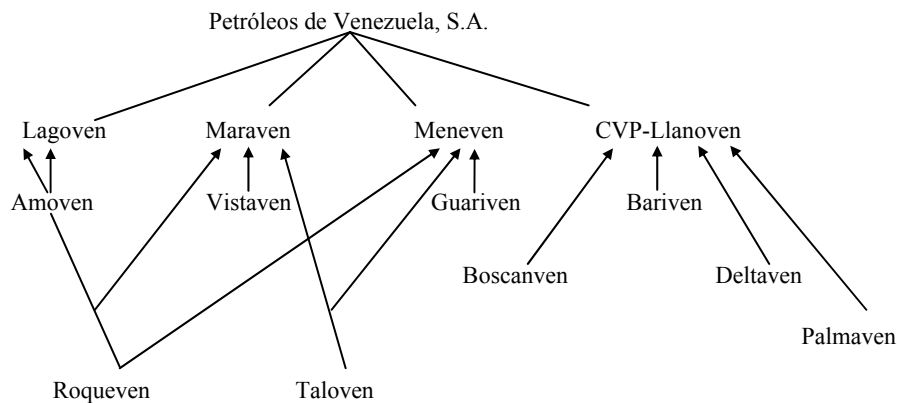 Petróleos de Venezuela, S.A.
Lagoven Maraven Meneven CVP-Llanoven
Amoven Vistaven Guariven Bariven
Boscanven Deltaven
Palmaven
Roqueven Taloven